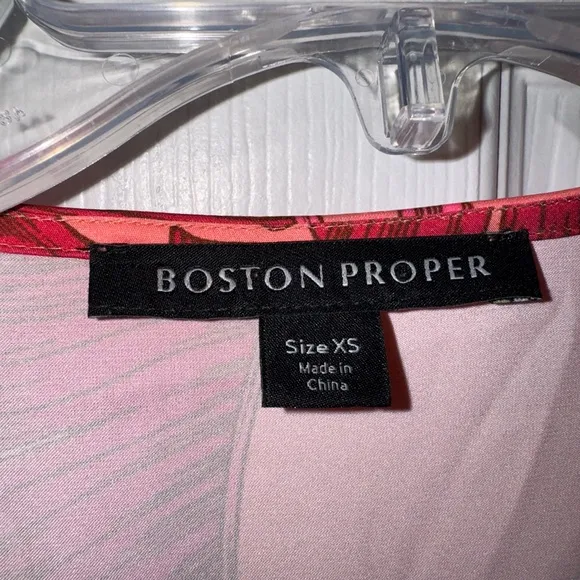 BOSTON PROPER
Size XS
Made in
China